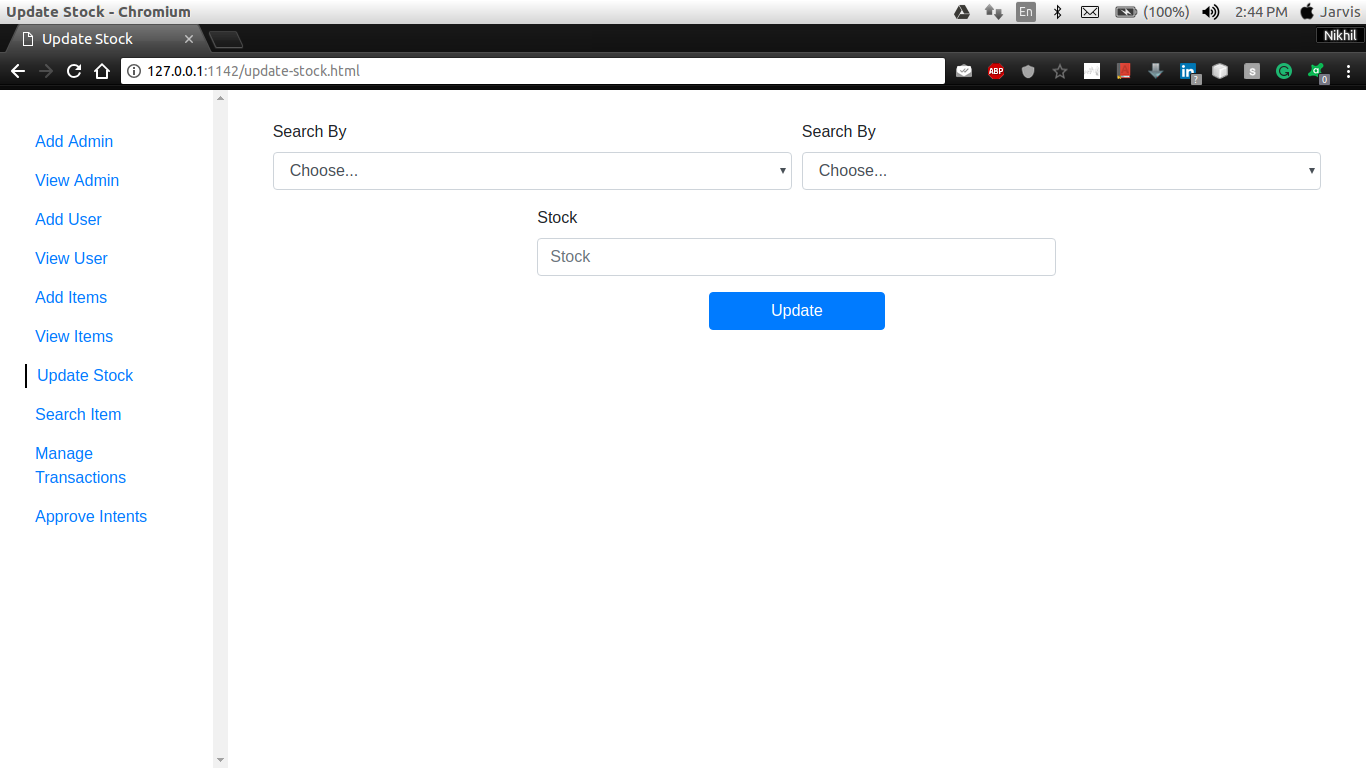 Update Stock - Chromium
En
(100%)
2:44 PM
Jarvis
Update Stock
Nikhil
127.0.0.1:1142/update-stock.html
ABP
in
?
S
G
a
0
Add Admin
View Admin
Add User
View User
Add Items
View Items
Update Stock
Search Item
Manage
Transactions
Approve Intents
Search By
Search By
Choose...
Choose...
Stock
Stock
Update